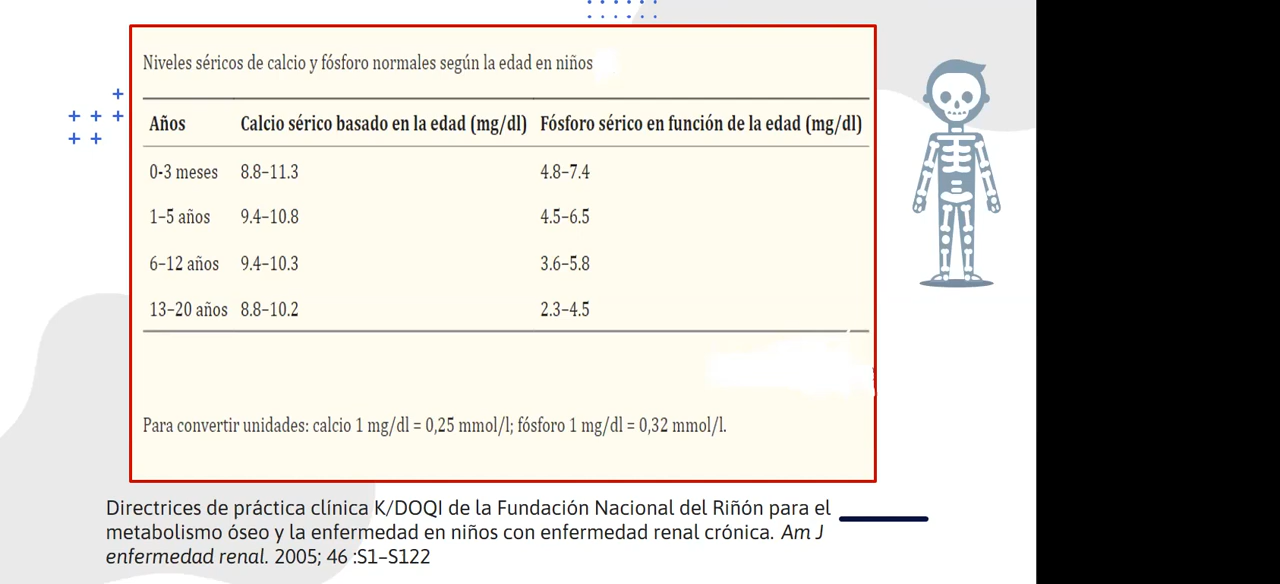 Niveles séricos de calcio y fósforo normales según la edad en niños
Años Calcio sérico basado en la edad (mg/dl) Fósforo sérico en función de la edad (mg/dl)
0-3 meses 8.8–11.3 4.8–7.4
1–5 años 9.4–10.8 4.5–6.5
6–12 años 9.4–10.3 3.6–5.8
13–20 años 8.8–10.2 2.3–4.5
Para convertir unidades: calcio 1 mg/dl = 0,25 mmol/l; fósforo 1 mg/dl = 0,32 mmol/l.
Directrices de práctica clínica K/DOQI de la Fundación Nacional del Riñón para el
metabolismo óseo y la enfermedad en niños con enfermedad renal crónica. Am J
enfermedad renal. 2005; 46 :S1–S122